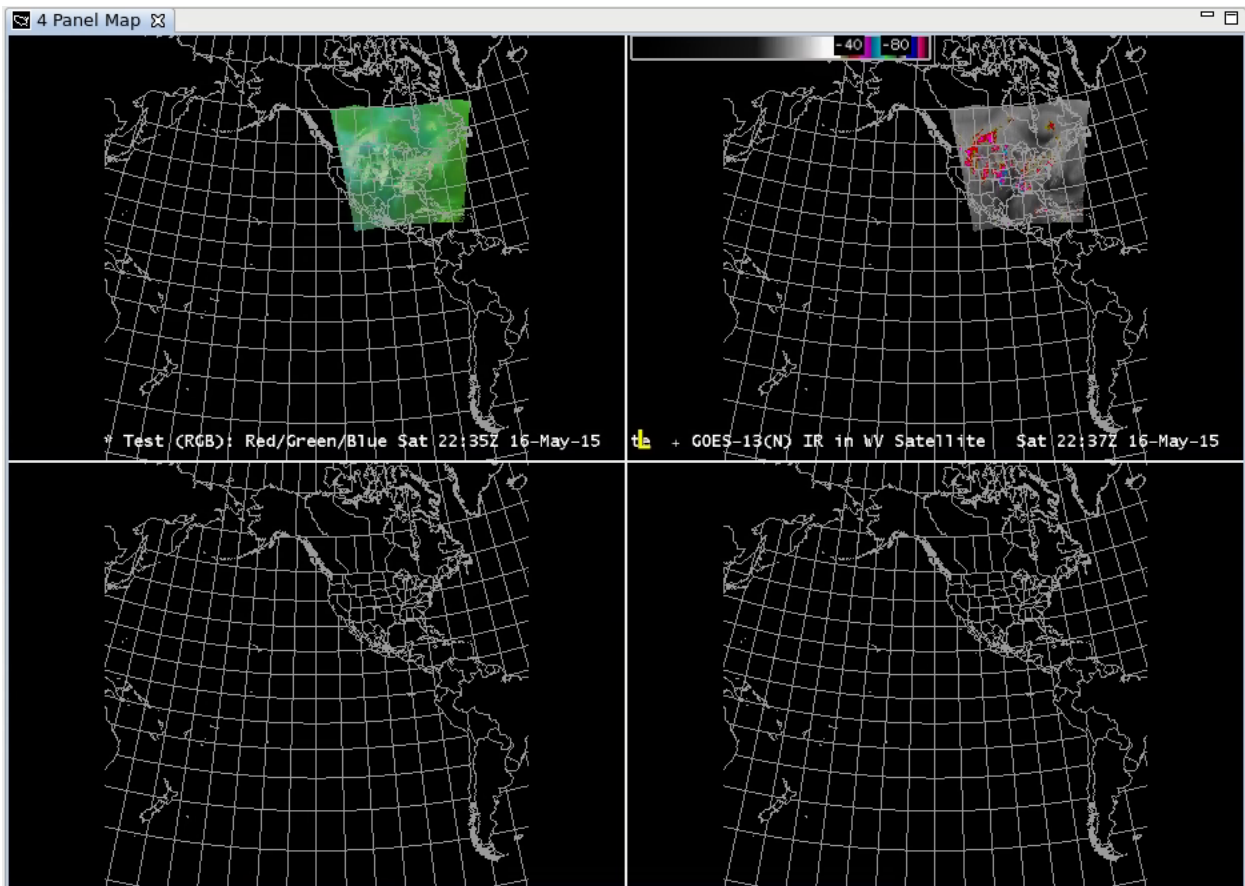 4 Panel Map
-40 -80
* Test (RGB): Red/Green/Blue Sat 22:35Z 16-May-15
L + GOES-13(N) IR in WV Satellite Sat 22:37Z 16-May-15